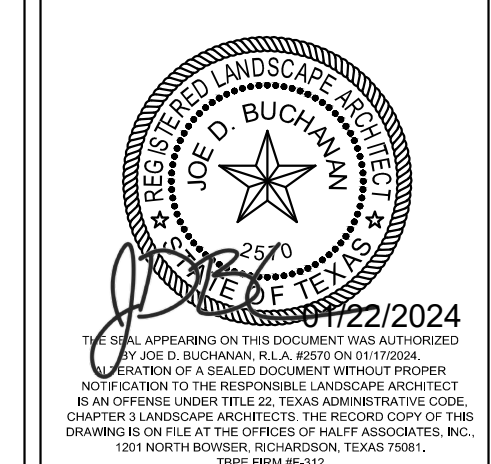 REGISTERED LANDSCAPE ARCHITECT
JOE D. BUCHANAN
2570
STATE OF TEXAS
01/22/2024
THE SEAL APPEARING ON THIS DOCUMENT WAS AUTHORIZED
BY JOE D. BUCHANAN, R.L.A. #2570 ON 01/17/2024.
ALTERATION OF A SEALED DOCUMENT WITHOUT PROPER
NOTIFICATION TO THE RESPONSIBLE LANDSCAPE ARCHITECT
IS AN OFFENSE UNDER TITLE 22, TEXAS ADMINISTRATIVE CODE,
CHAPTER 3 LANDSCAPE ARCHITECTS. THE RECORD COPY OF THIS
DRAWING IS ON FILE AT THE OFFICES OF HALFF ASSOCIATES, INC.,
1201 NORTH BOWSER, RICHARDSON, TEXAS 75081.
TBPE FIRM #F-312